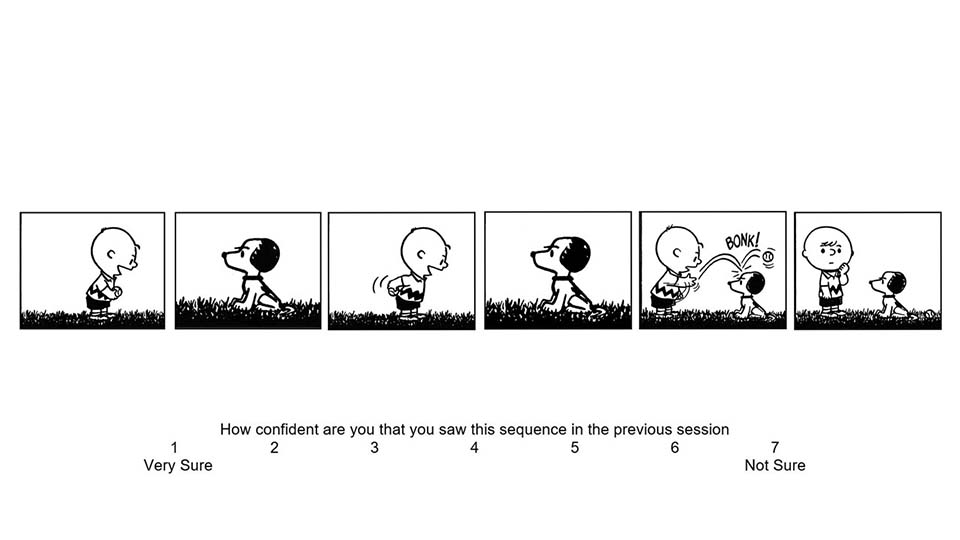 BONK!
How confident are you that you saw this sequence in the previous session
1 2 3 4 5 6 7
Very Sure Not Sure